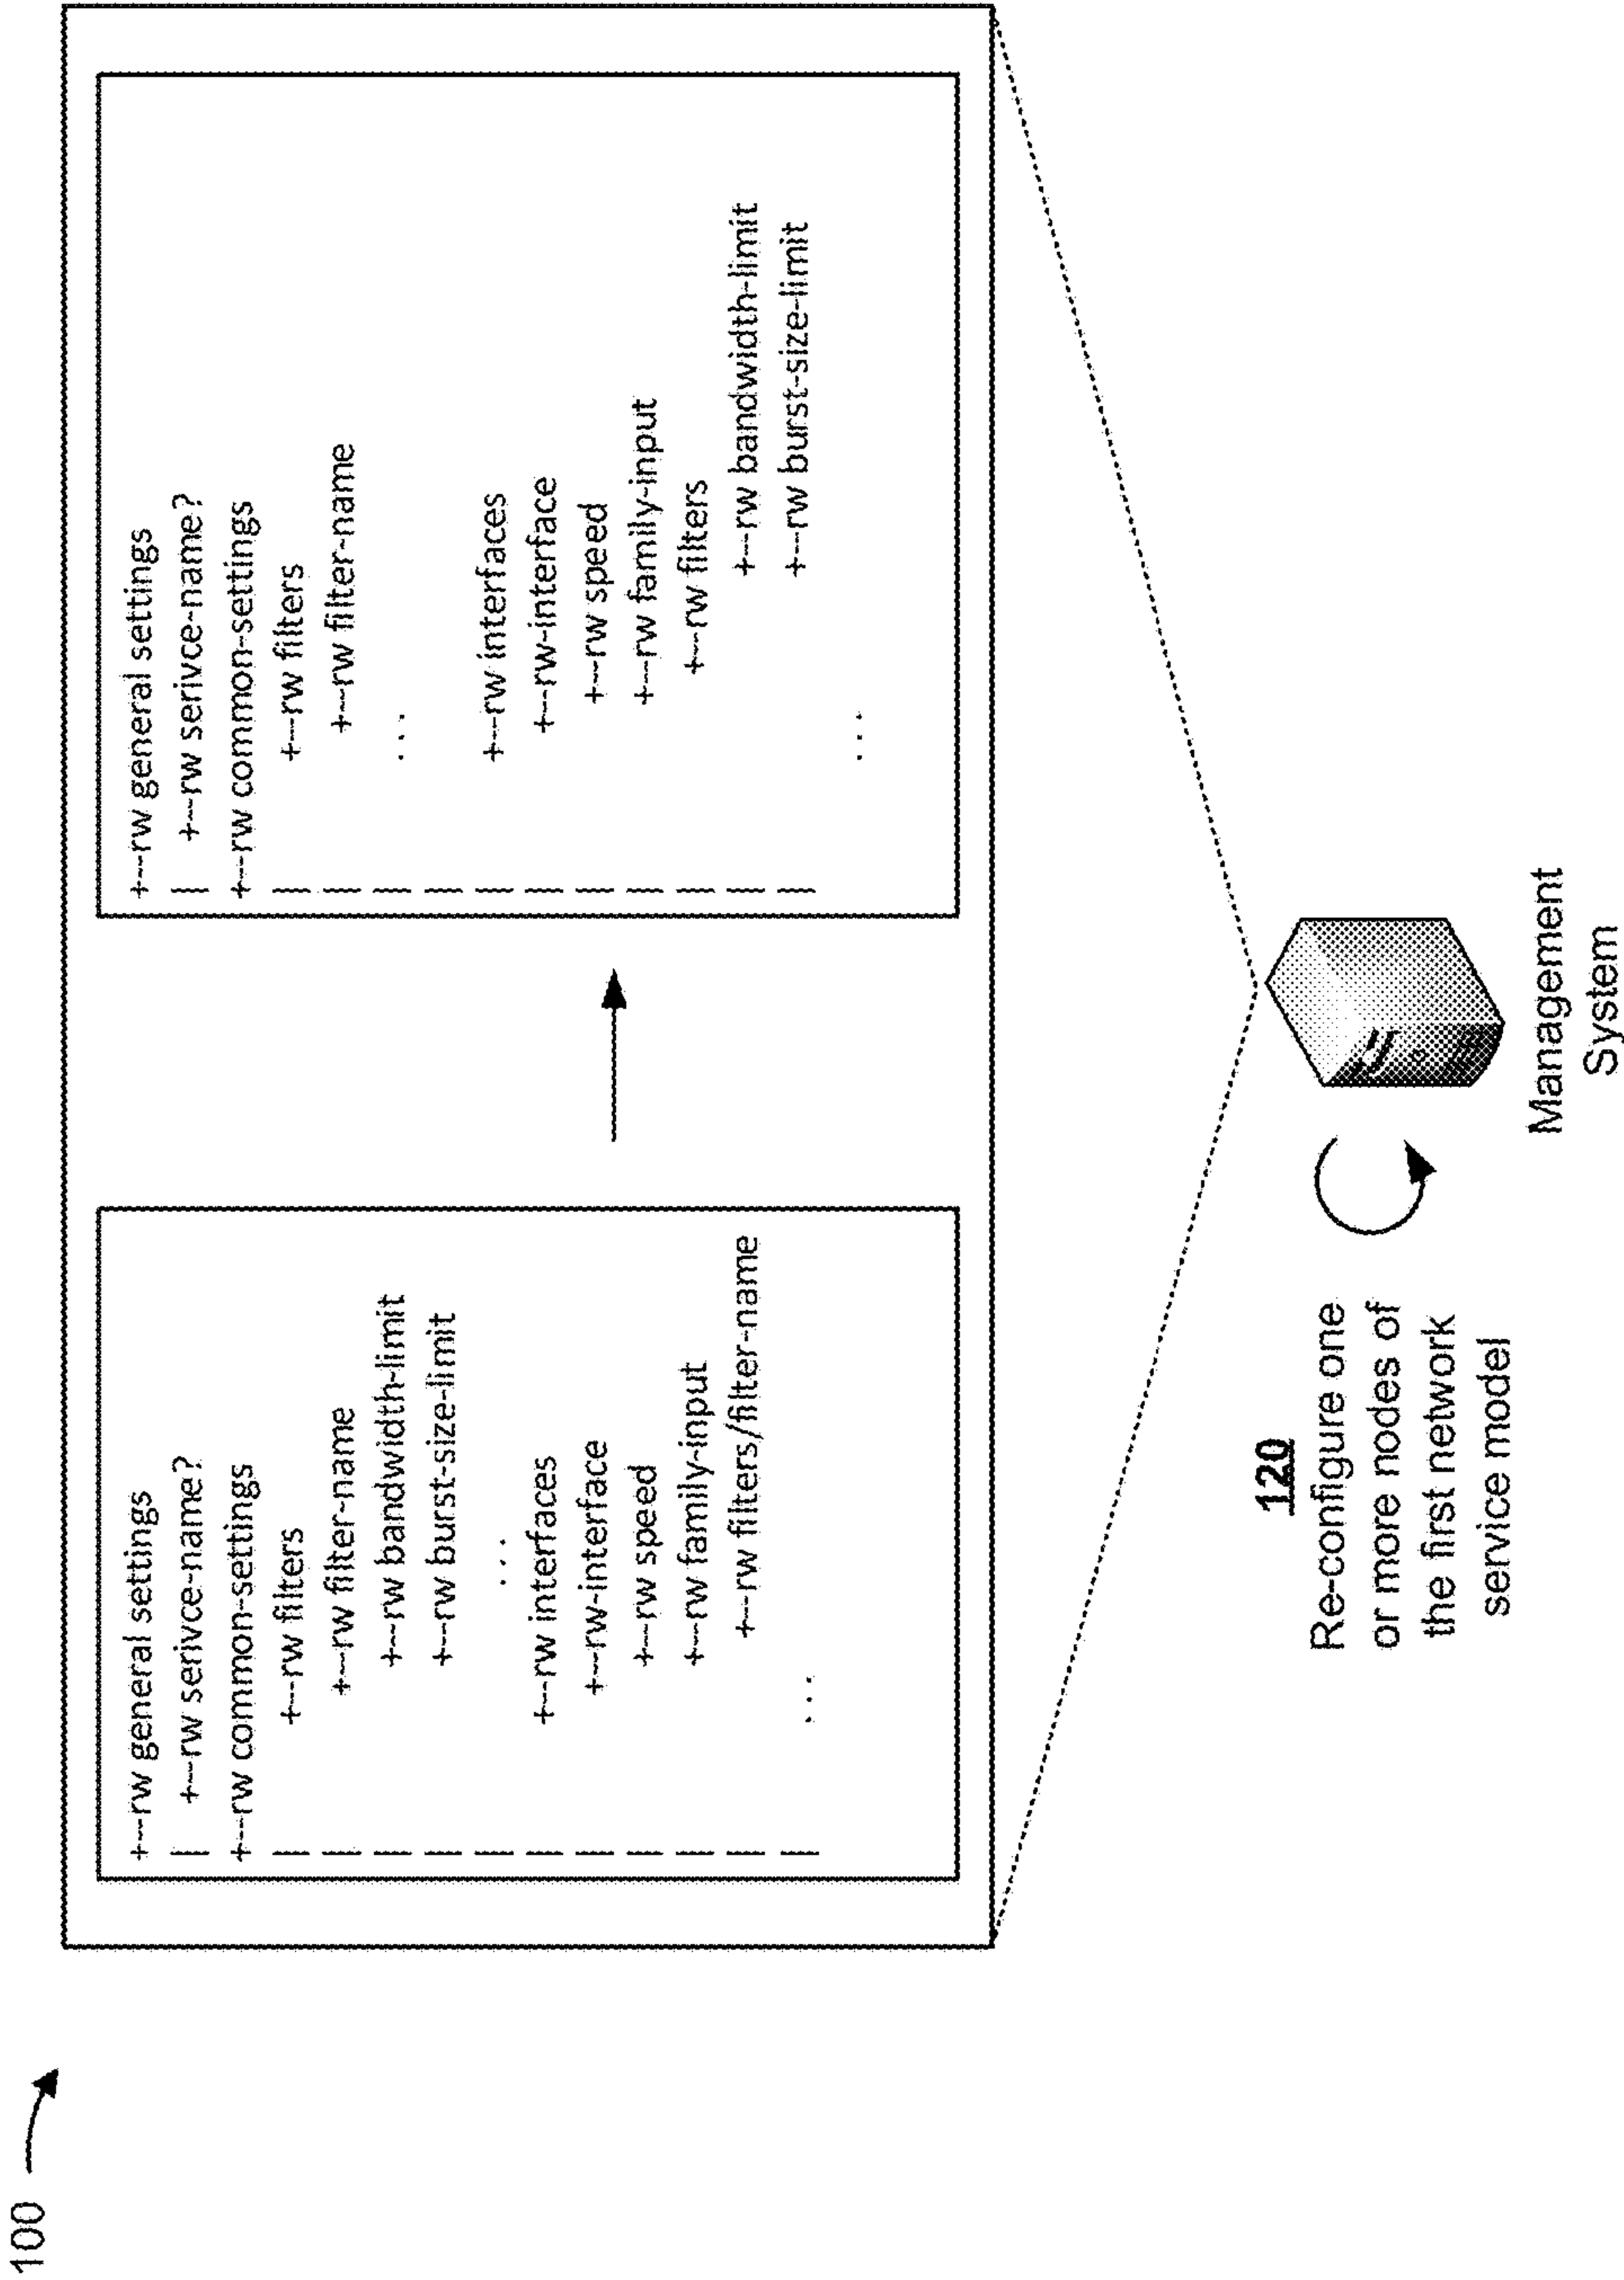 100
+--rw general settings
| +--rw serivce-name?
+--rw common-settings
| +--rw filters
| +--rw filter-name
| +--rw bandwidth-limit
| +--rw burst-size-limit
| ...
| +--rw interfaces
| +--rw-interface
| +--rw speed
| +--rw family-input
| +--rw filters/filter-name
| ...
+--rw general settings
| +--rw serivce-name?
+--rw common-settings
| +--rw filters
| +--rw filter-name
| ...
|
| +--rw interfaces
| +--rw-interface
| +--rw speed
| +--rw family-input
| +--rw filters
| +--rw bandwidth-limit
| +--rw burst-size-limit
...
120
Re-configure one
or more nodes of
the first network
service model
Management
System